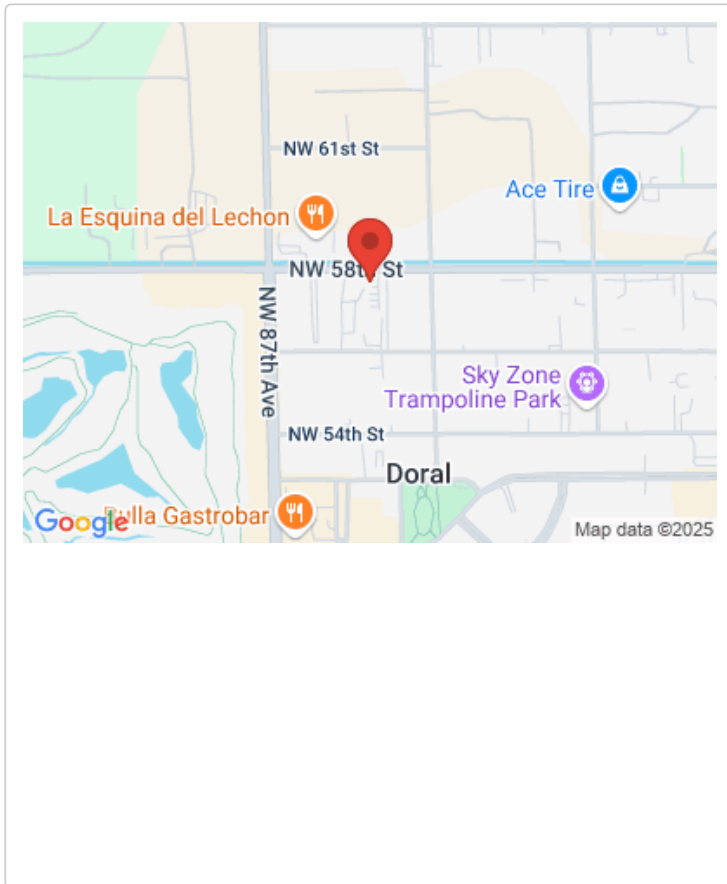 NW 61st St
Ace Tire
La Esquina del Lechon
NW 58th St
NW 87th Ave
Sky Zone
Trampoline Park
NW 54th St
Doral
Gastrobar
Google
Map data ©2025